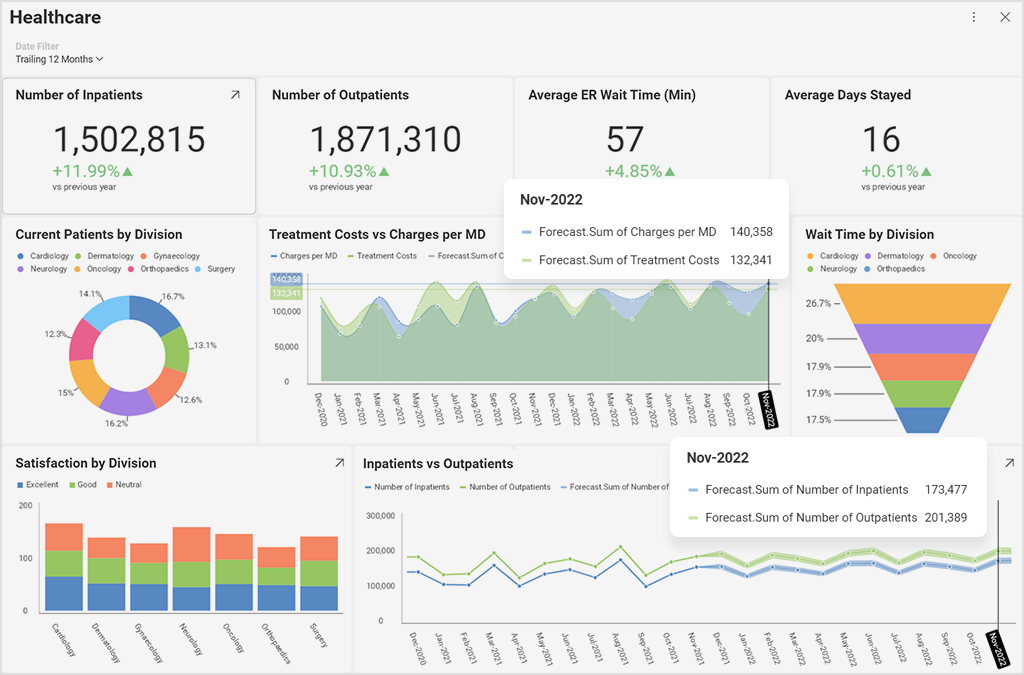 Healthcare
Date Filter
Trailing 12 Months
Number of Inpatients
1,502,815
+11.99%
vs previous year
Number of Outpatients
1,871,310
+10.93%
vs previous year
Average ER Wait Time (Min)
57
+4.85%
Average Days Stayed
16
+0.61%
vs previous year
Nov-2022
Forecast.Sum of Charges per MD 140,358
Forecast.Sum of Treatment Costs 132,341
Current Patients by Division
Cardiology Dermatology Gynaecology
Neurology Oncology Orthopaedics Surgery
14.1%
16.7%
12.3%
13.1%
15%
12.6%
16.2%
Treatment Costs vs Charges per MD
Charges per MD Treatment Costs Forecast.Sum of C
140,358
132,341
100,000
50,000
0
Dec-2020 Jan-2021 Feb-2021 Mar-2021 Apr-2021 May-2021 Jun-2021 Jul-2021 Aug-2021 Sep-2021 Oct-2021 Nov-2021 Dec-2021 Jan-2022 Feb-2022 Mar-2022 Apr-2022 May-2022 Jun-2022 Jul-2022 Aug-2022 Sep-2022 Oct-2022 Nov-2022
Wait Time by Division
Cardiology Dermatology Oncology
Neurology Orthopaedics
26.7%
20%
17.9%
17.9%
17.5%
Satisfaction by Division
Excellent Good Neutral
200
100
0
Cardiology Dermatology Gynaecology Neurology Oncology Orthopaedics Surgery
Inpatients vs Outpatients
Number of Inpatients Number of Outpatients Forecast.Sum of Number of
300,000
200,000
100,000
0
Dec-2020 Jan-2021 Feb-2021 Mar-2021 Apr-2021 May-2021 Jun-2021 Jul-2021 Aug-2021 Sep-2021 Oct-2021 Nov-2021 Dec-2021 Jan-2022 Feb-2022 Mar-2022 Apr-2022 May-2022 Jun-2022 Jul-2022 Aug-2022 Sep-2022 Oct-2022 Nov-2022
Nov-2022
Forecast.Sum of Number of Inpatients 173,477
Forecast.Sum of Number of Outpatients 201,389